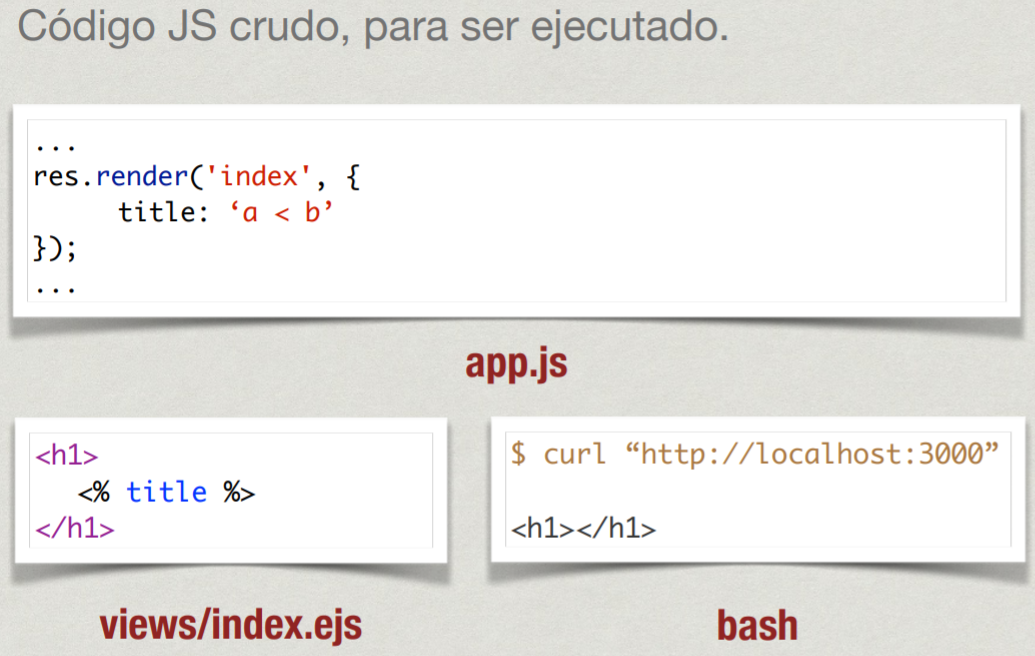 Código JS crudo, para ser ejecutado.
...
res.render('index', {
title: ‘a < b’
});
...
app.js
<h1>
<% title %>
</h1>
views/index.ejs
$ curl “http://localhost:3000”
<h1></h1>
bash